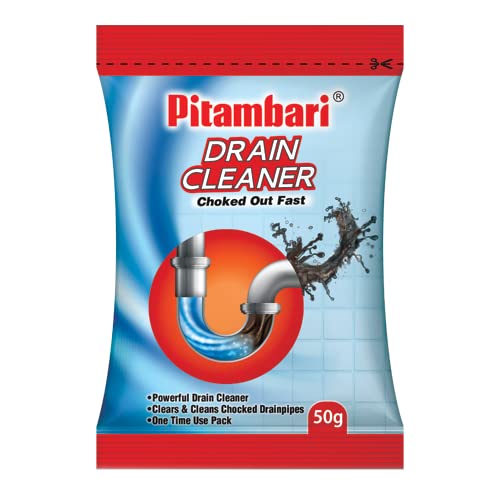 Pitambari®
DRAIN
CLEANER
Choked Out Fast
•Powerful Drain Cleaner
•Clears & Cleans Chocked Drainpipes
•One Time Use Pack
50g